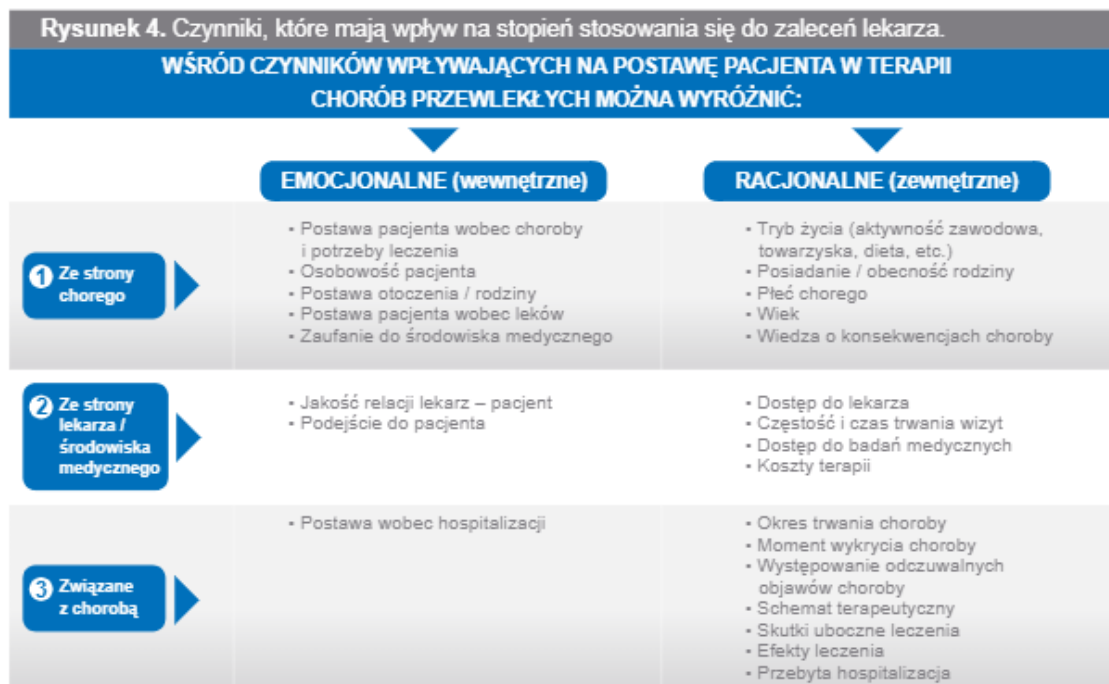 Rysunek 4. Czynniki, które mają wpływ na stopień stosowania się do zaleceń lekarza.
WŚRÓD CZYNNIKÓW WPŁYWAJĄCYCH NA POSTAWĘ PACJENTA W TERAPII
CHORÓB PRZEWLEKŁYCH MOŻNA WYRÓŻNIĆ:
EMOCJONALNE (wewnętrzne)
RACJONALNE (zewnętrzne)
1 Ze strony
chorego
▪ Postawa pacjenta wobec choroby
i potrzeby leczenia
▪ Osobowość pacjenta
▪ Postawa otoczenia / rodziny
▪ Postawa pacjenta wobec leków
▪ Zaufanie do środowiska medycznego
▪ Tryb życia (aktywność zawodowa,
towarzyska, dieta, etc.)
▪ Posiadanie / obecność rodziny
▪ Płeć chorego
▪ Wiek
▪ Wiedza o konsekwencjach choroby
2 Ze strony
lekarza /
środowiska
medycznego
▪ Jakość relacji lekarz – pacjent
▪ Podejście do pacjenta
▪ Dostęp do lekarza
▪ Częstość i czas trwania wizyt
▪ Dostęp do badań medycznych
▪ Koszty terapii
3 Związane
z chorobą
▪ Postawa wobec hospitalizacji
▪ Okres trwania choroby
▪ Moment wykrycia choroby
▪ Występowanie odczuwalnych
objawów choroby
▪ Schemat terapeutyczny
▪ Skutki uboczne leczenia
▪ Efekty leczenia
▪ Przebyta hospitalizacja